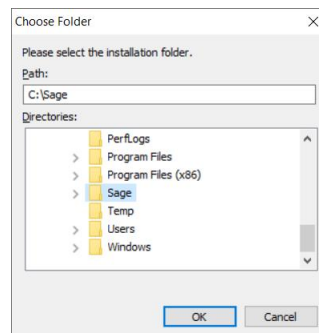 Choose Folder
Please select the installation folder.
Path:
C:\Sage
Directories:
PerfLogs
Program Files
Program Files (x86)
Sage
Temp
Users
Windows
OK Cancel